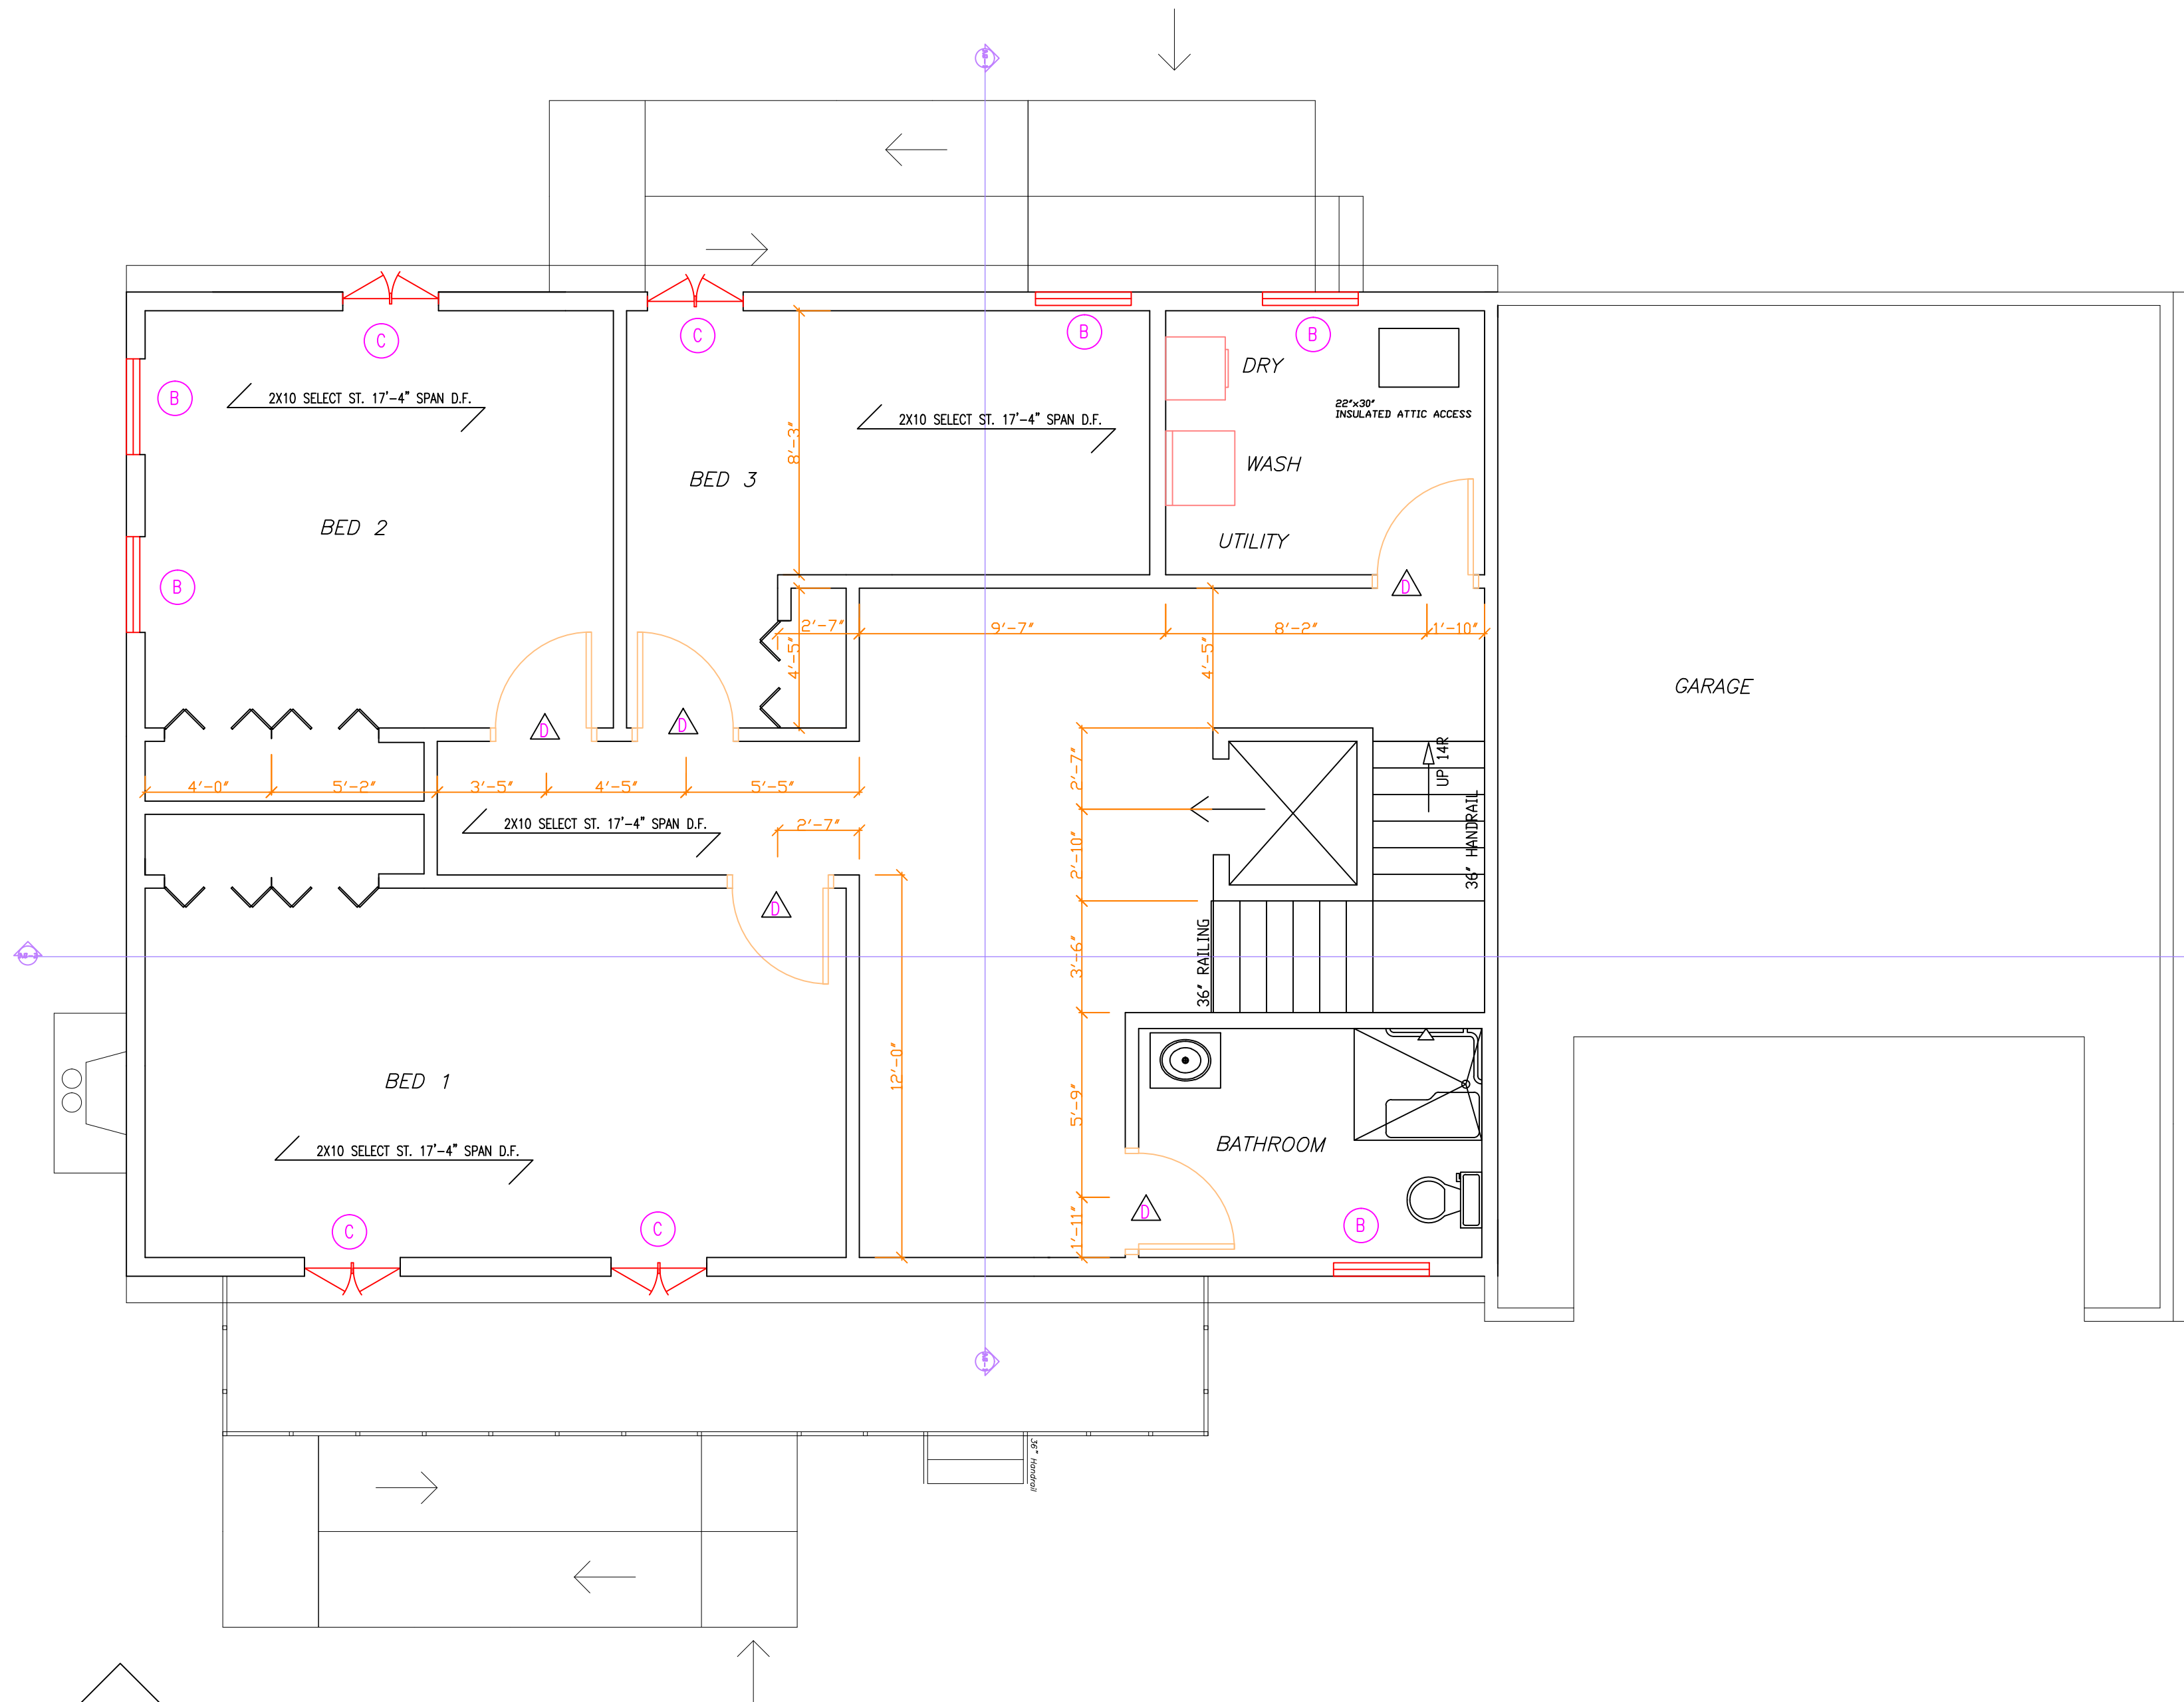 C
C
B
B
DRY
B
2X10 SELECT ST. 17'-4" SPAN D.F.
22"x30"
INSULATED ATTIC ACCESS
2X10 SELECT ST. 17'-4" SPAN D.F.
8'-3"
WASH
BED 3
BED 2
UTILITY
B
D
2'-7"
9'-7"
8'-2"
1'-10"
4'-5"
4'-5"
GARAGE
D
D
UP 14R
2'-7"
4'-0"
5'-2"
3'-5"
4'-5"
5'-5"
2X10 SELECT ST. 17'-4" SPAN D.F.
2'-7"
36" HANDRAIL
2'-10"
D
36" RAILING
3'-6"
12'-0"
BED 1
5'-9"
BATHROOM
2X10 SELECT ST. 17'-4" SPAN D.F.
D
1'-11"
C
C
B
36" Handrail